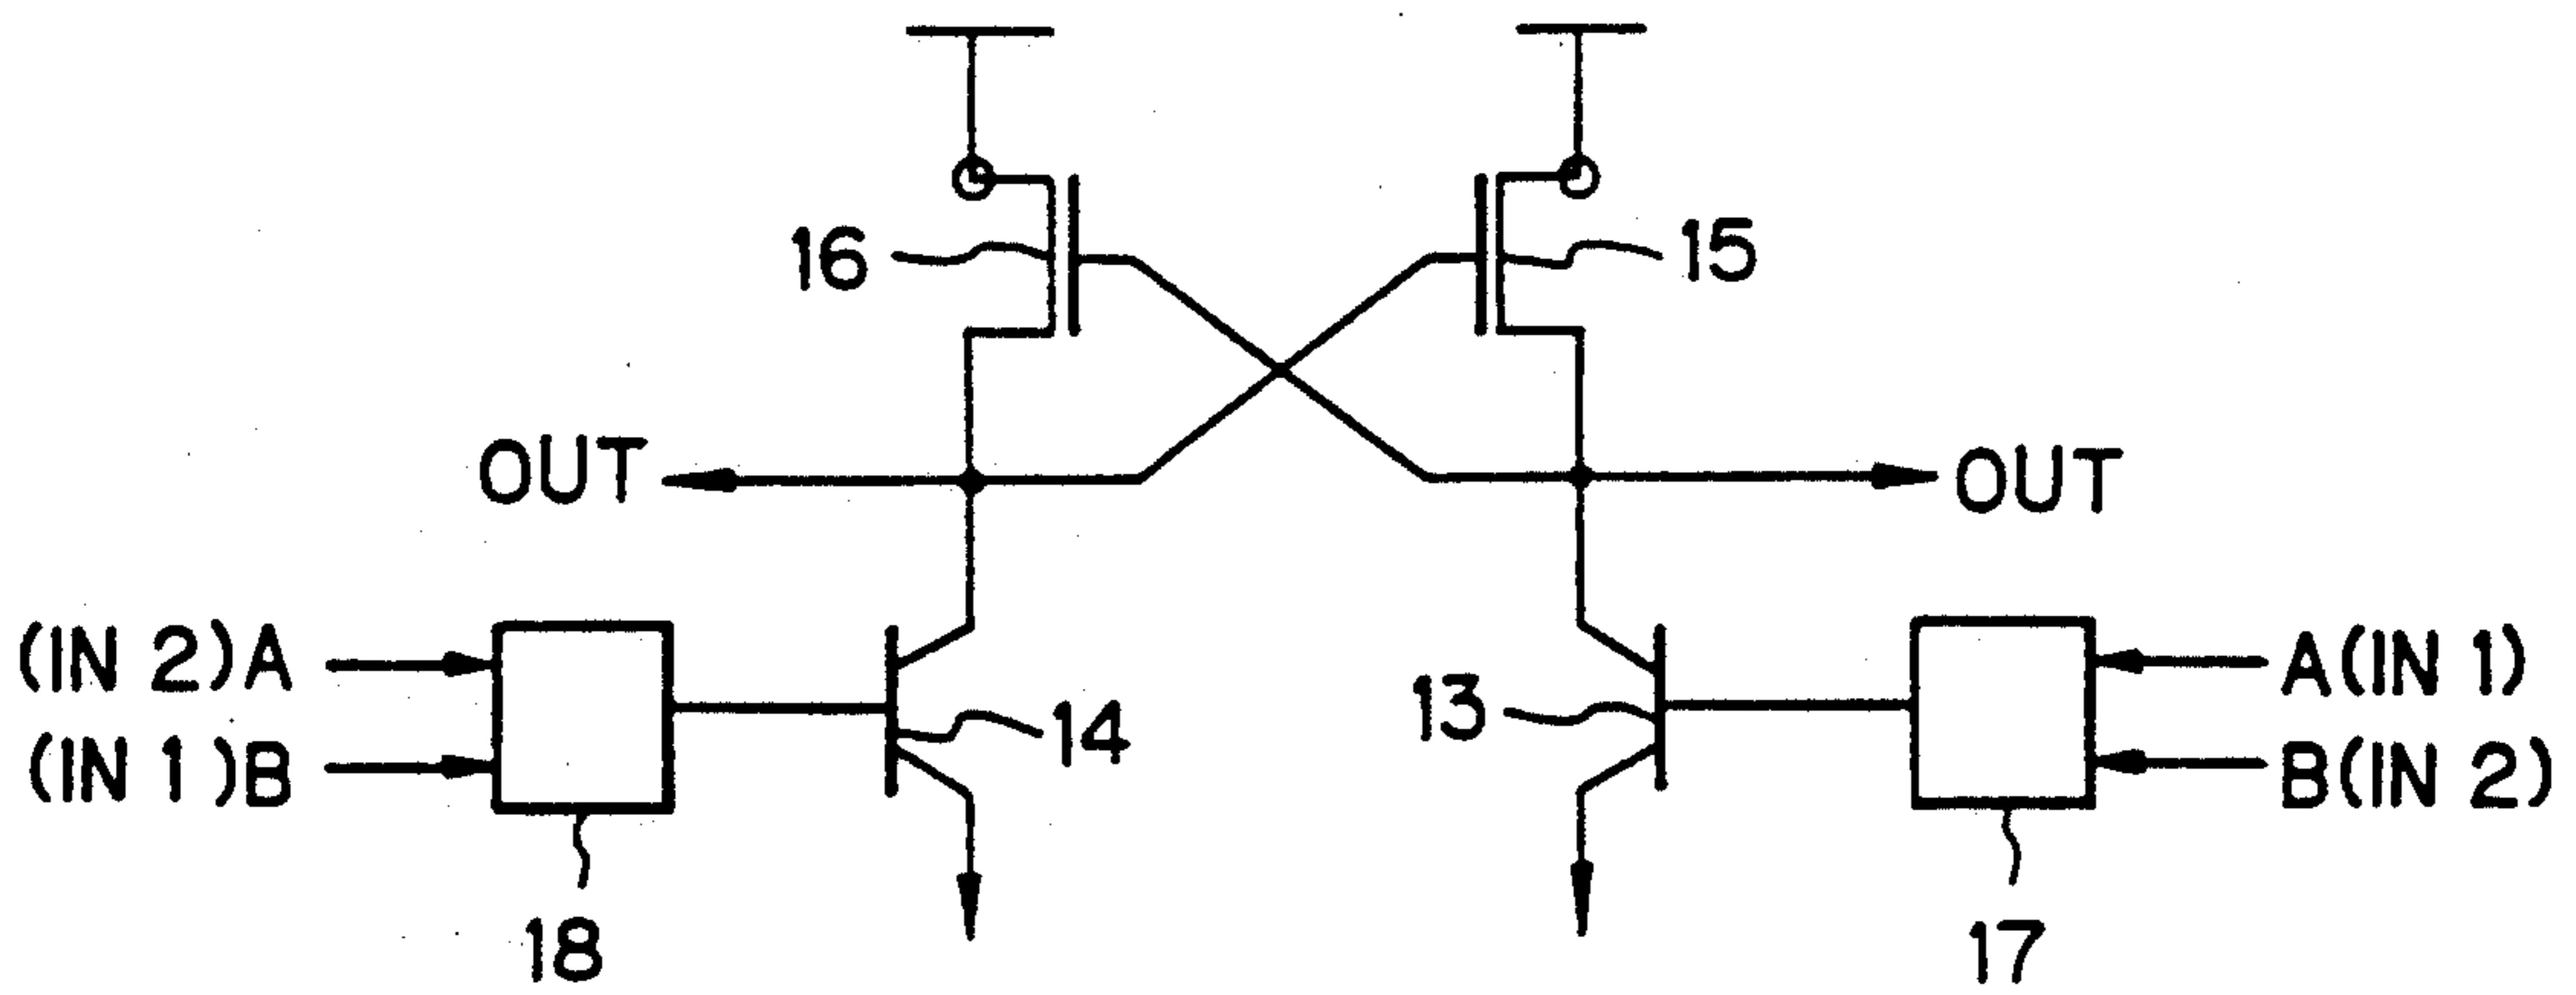 16
15
OUT
OUT
(IN 2)A
(IN 1)B
14
13
A(IN 1)
B(IN 2)
18
17